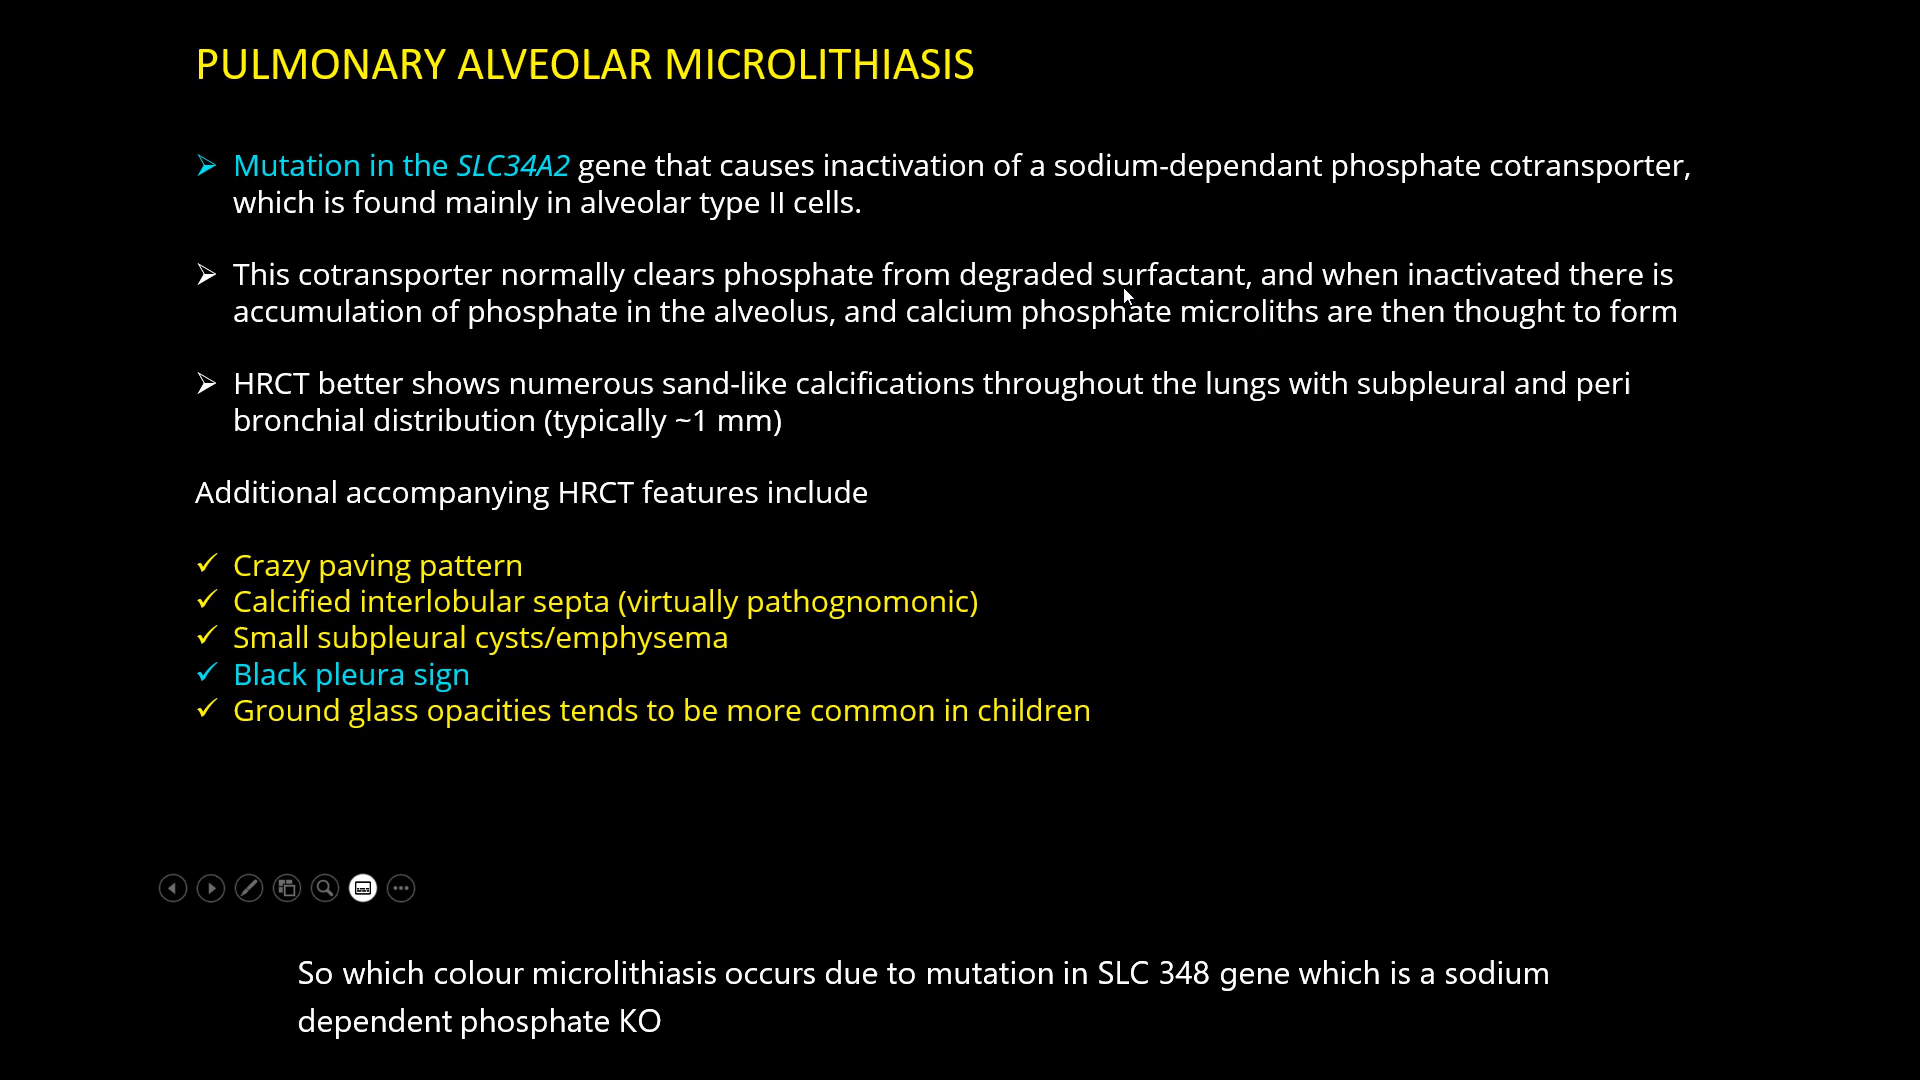 PULMONARY ALVEOLAR MICROLITHIASIS
➢ Mutation in the SLC34A2 gene that causes inactivation of a sodium-dependant phosphate cotransporter,
which is found mainly in alveolar type II cells.
➢ This cotransporter normally clears phosphate from degraded surfactant, and when inactivated there is
accumulation of phosphate in the alveolus, and calcium phosphate microliths are then thought to form
➢ HRCT better shows numerous sand-like calcifications throughout the lungs with subpleural and peri
bronchial distribution (typically ~1 mm)
Additional accompanying HRCT features include
✓ Crazy paving pattern
✓ Calcified interlobular septa (virtually pathognomonic)
✓ Small subpleural cysts/emphysema
✓ Black pleura sign
✓ Ground glass opacities tends to be more common in children
So which colour microlithiasis occurs due to mutation in SLC 348 gene which is a sodium
dependent phosphate KO